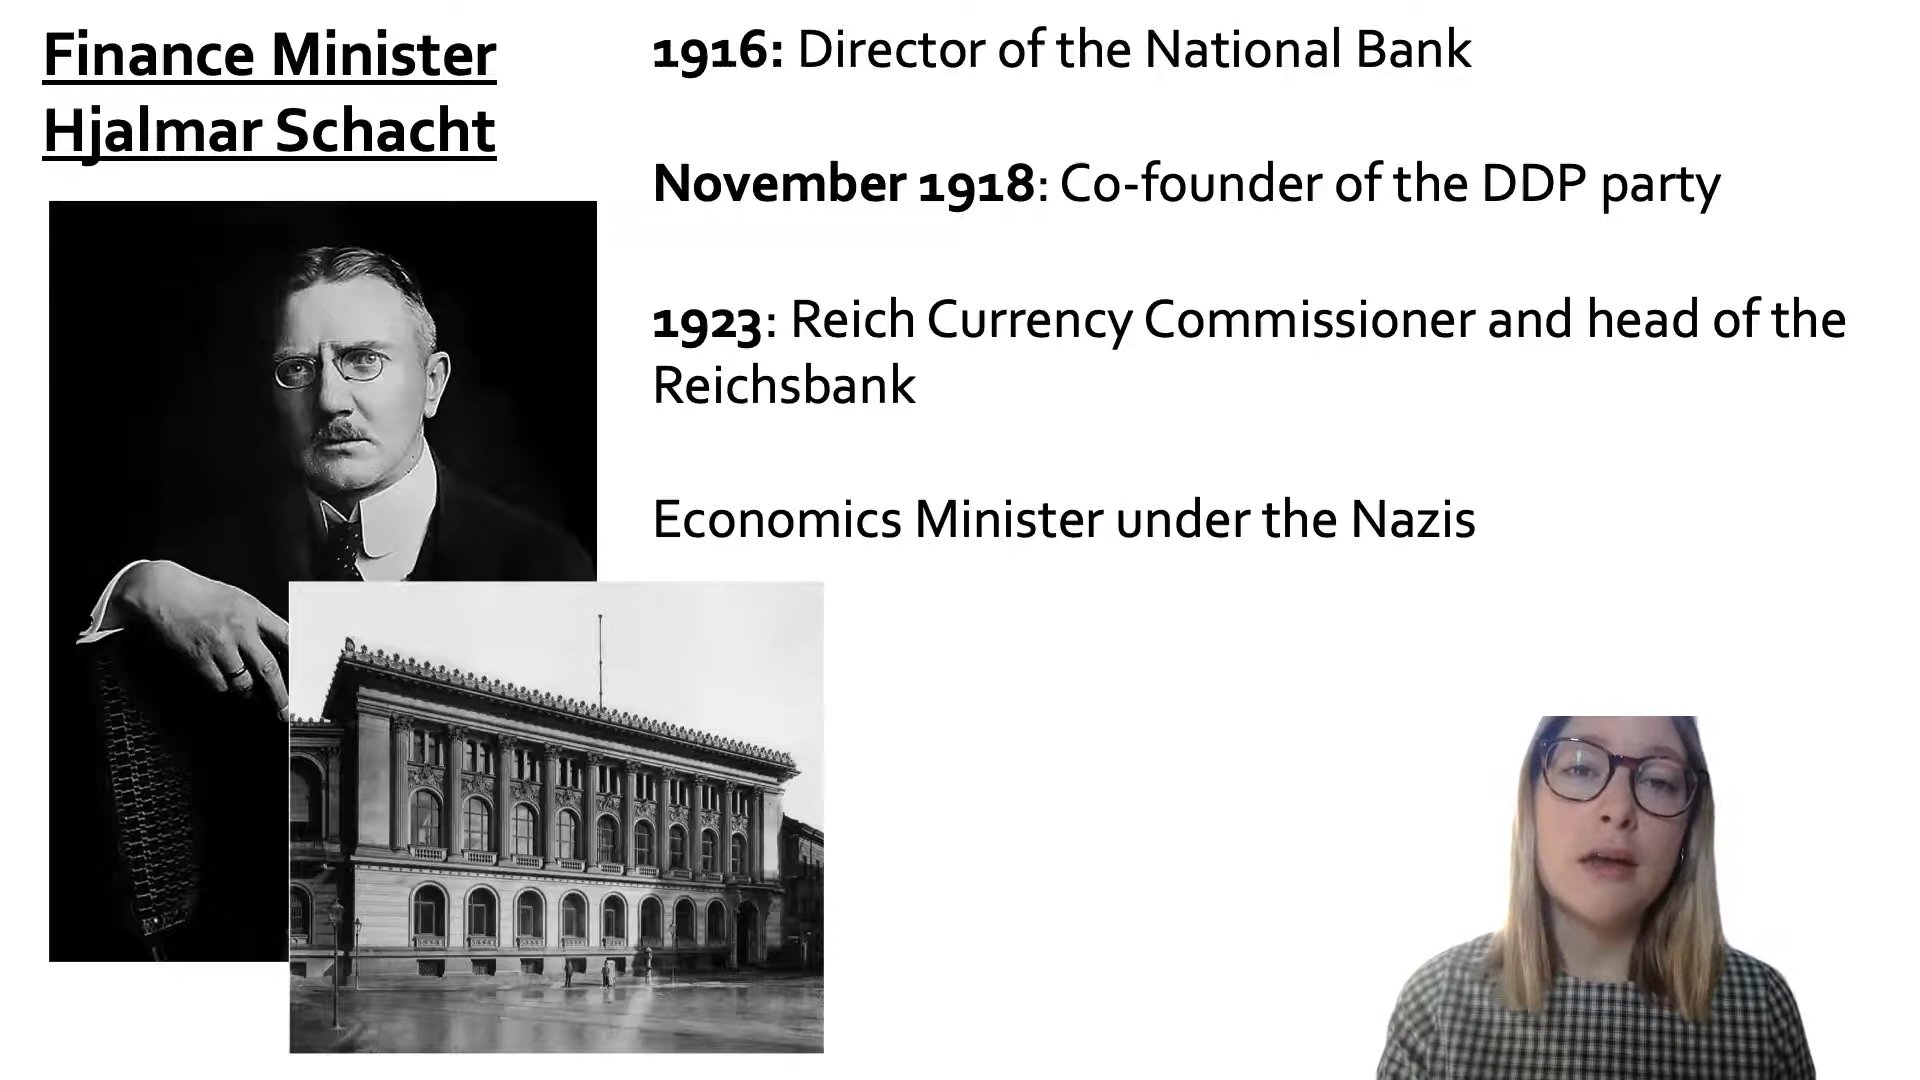 Finance Minister
Hjalmar Schacht
1916: Director of the National Bank
November 1918: Co-founder of the DDP party
1923: Reich Currency Commissioner and head of the
Reichsbank
Economics Minister under the Nazis